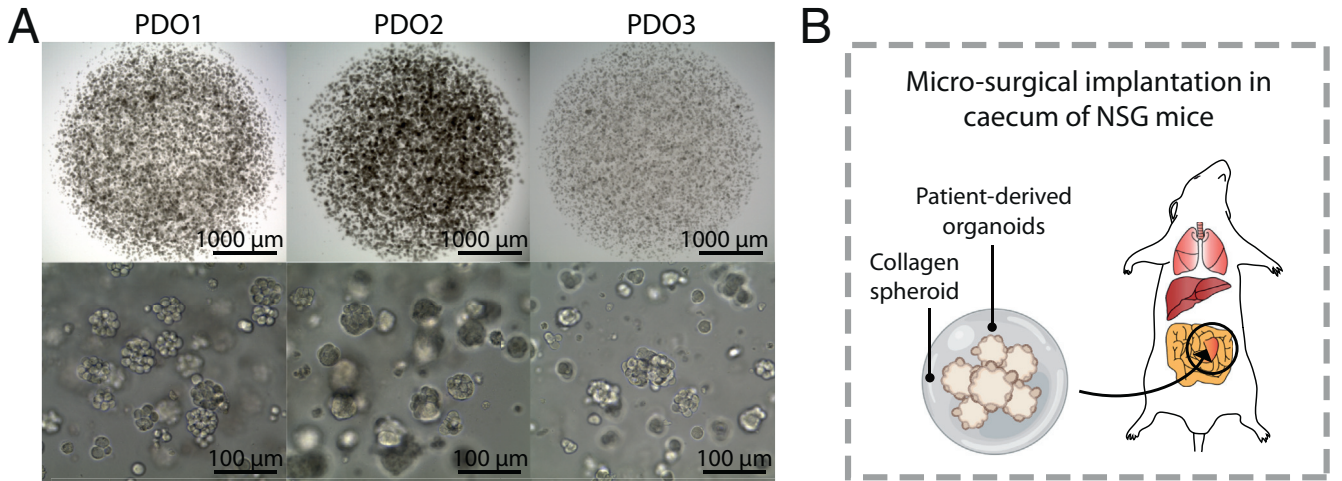 A
PDO1
PDO2
PDO3
1000 µm
1000 µm
1000 µm
100 µm
100 µm
100 µm
B
Micro-surgical implantation in
caecum of NSG mice
Patient-derived
organoids
Collagen
spheroid